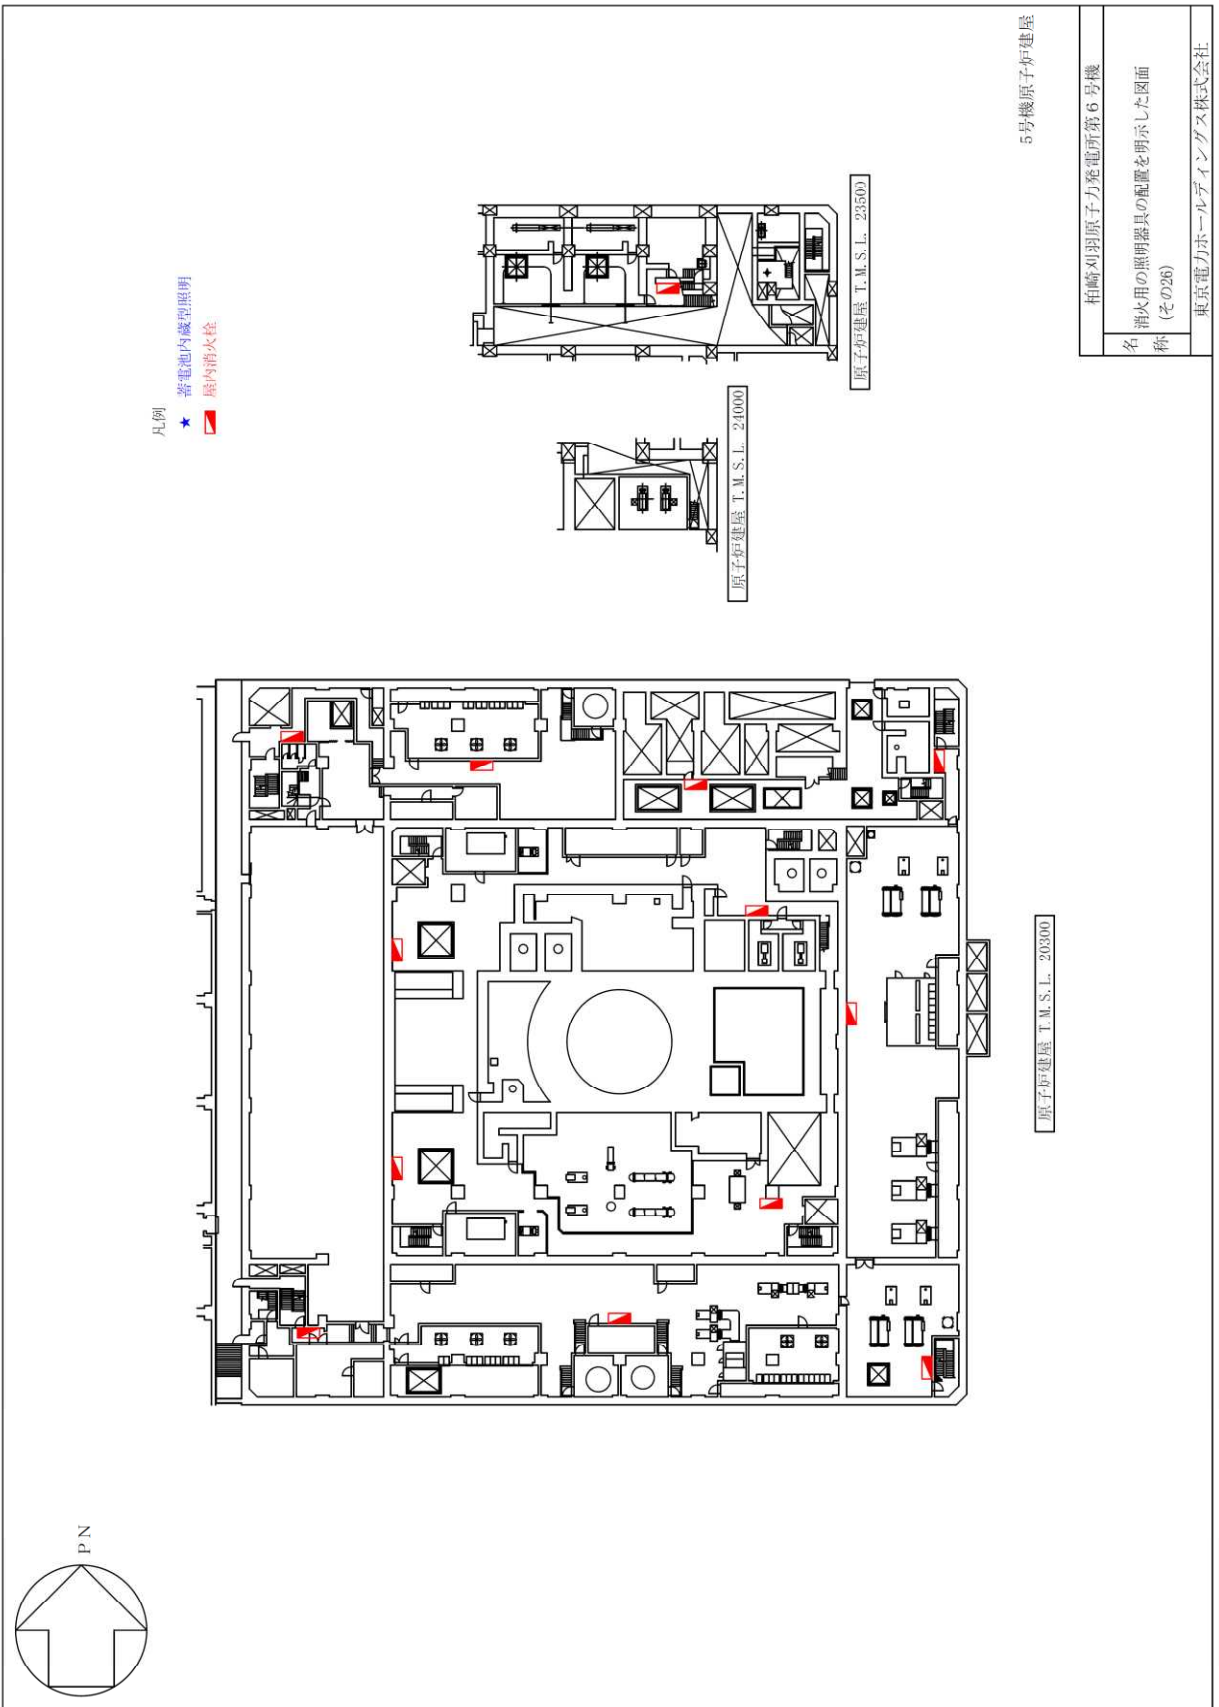 PN
凡例
★ 蓄電池内蔵型照明
屋内消火栓
原子炉建屋 T.M.S.L. 20300
原子炉建屋 T.M.S.L. 24000
原子炉建屋 T.M.S.L. 23500
5号機原子炉建屋
柏崎刈羽原子力発電所第6号機
名称
消火用の照明器具の配置を明示した図面
(その26)
東京電力ホールディングス株式会社